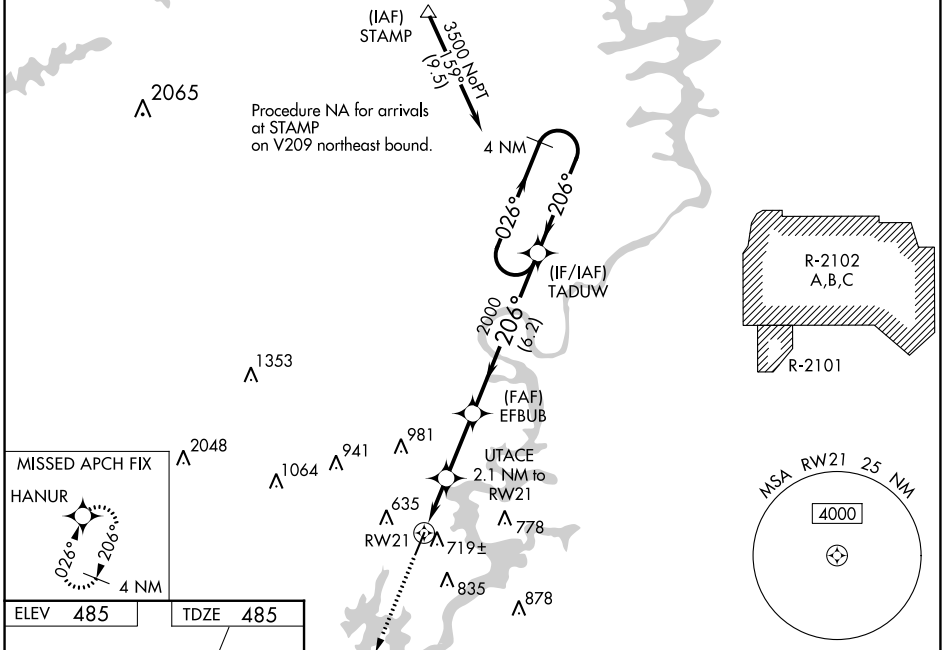 (IAF)
STAMP
3500 NoPT
159°
(9.5)
2065
Procedure NA for arrivals
at STAMP
on V209 northeast bound.
4 NM
026°
206°
(IF/IAF)
TADUW
R-2102
A,B,C
R-2101
2000
206°
(6.2)
1353
(FAF)
EFBUB
2048
1064
941
981
UTACE
2.1 NM to
RW21
635
RW21
719±
778
835
878
MISSED APCH FIX
HANUR
026°
206°
4 NM
MSA RW21 25 NM
4000
ELEV 485
TDZE 485